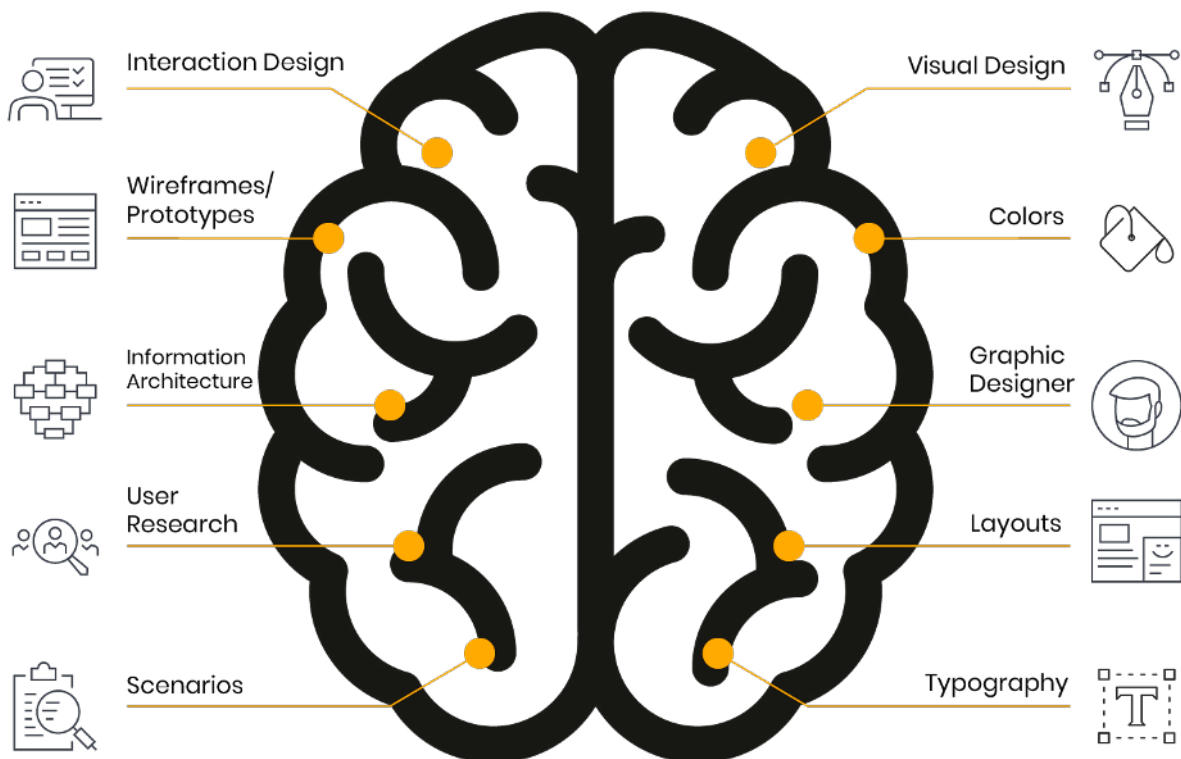 Interaction Design
Wireframes/
Prototypes
Information
Architecture
User
Research
Scenarios
Visual Design
Colors
Graphic
Designer
Layouts
Typography
T